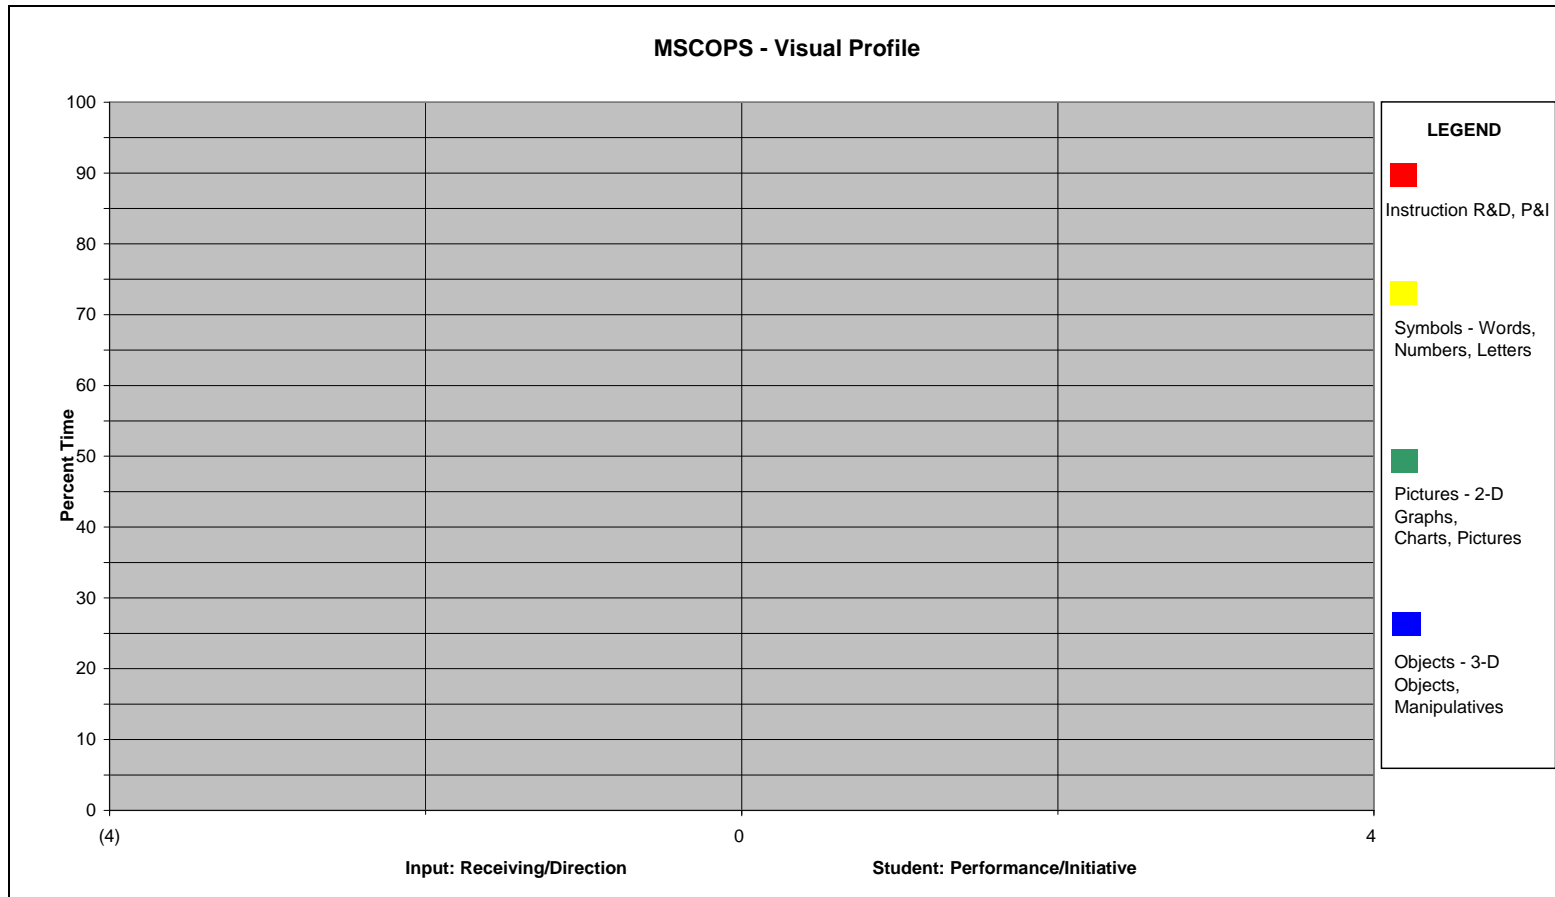 MSCOPS - Visual Profile
100
90
80
70
60
50
40
30
20
10
0
Percent Time
(4)
0
4
Input: Receiving/Direction
Student: Performance/Initiative
LEGEND
Instruction R&D, P&I
Symbols - Words,
Numbers, Letters
Pictures - 2-D
Graphs,
Charts, Pictures
Objects - 3-D
Objects,
Manipulatives